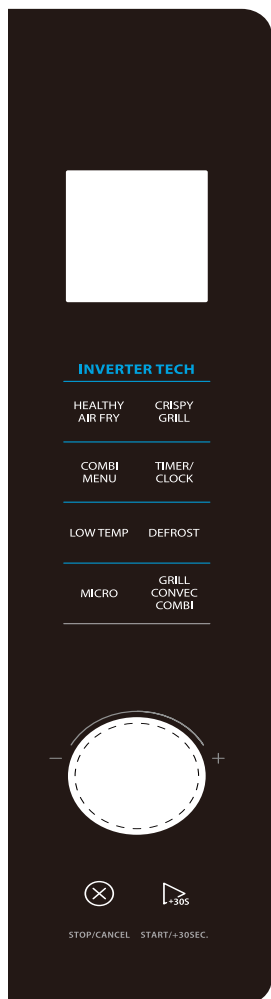 INVERTER TECH
HEALTHY
AIR FRY
CRISPY
GRILL
COMBI
MENU
TIMER/
CLOCK
LOW TEMP
DEFROST
MICRO
GRILL
CONVEC
COMBI
− +
+30S
STOP/CANCEL
START/+30SEC.